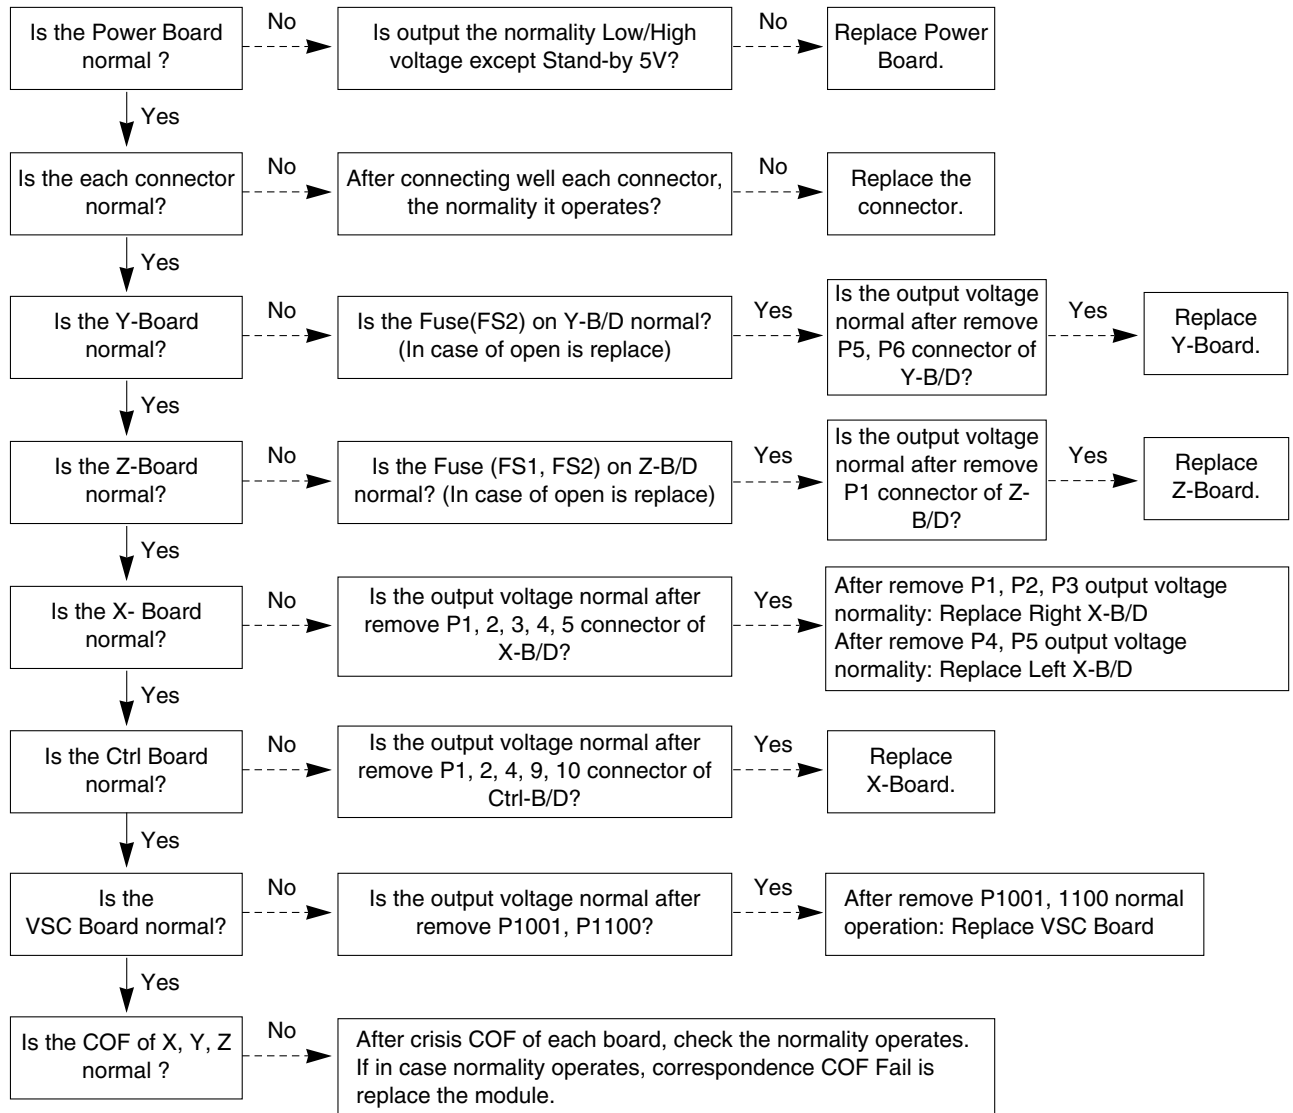 Is the Power Board
normal ?
No
Is output the normality Low/High
voltage except Stand-by 5V?
No
Replace Power
Board.
Yes
Is the each connector
normal?
No
After connecting well each connector,
the normality it operates?
No
Replace the
connector.
Yes
Is the Y-Board
normal?
No
Is the Fuse(FS2) on Y-B/D normal?
(In case of open is replace)
Yes
Is the output voltage
normal after remove
P5, P6 connector of
Y-B/D?
Yes
Replace
Y-Board.
Yes
Is the Z-Board
normal?
No
Is the Fuse (FS1, FS2) on Z-B/D
normal? (In case of open is replace)
Yes
Is the output voltage
normal after remove
P1 connector of Z-
B/D?
Yes
Replace
Z-Board.
Yes
Is the X- Board
normal?
No
Is the output voltage normal after
remove P1, 2, 3, 4, 5 connector of
X-B/D?
Yes
After remove P1, P2, P3 output voltage
normality: Replace Right X-B/D
After remove P4, P5 output voltage
normality: Replace Left X-B/D
Yes
Is the Ctrl Board
normal?
No
Is the output voltage normal after
remove P1, 2, 4, 9, 10 connector of
Ctrl-B/D?
Yes
Replace
X-Board.
Yes
Is the
VSC Board normal?
No
Is the output voltage normal after
remove P1001, P1100?
Yes
After remove P1001, 1100 normal
operation: Replace VSC Board
Yes
Is the COF of X, Y, Z
normal ?
No
After crisis COF of each board, check the normality operates.
If in case normality operates, correspondence COF Fail is
replace the module.